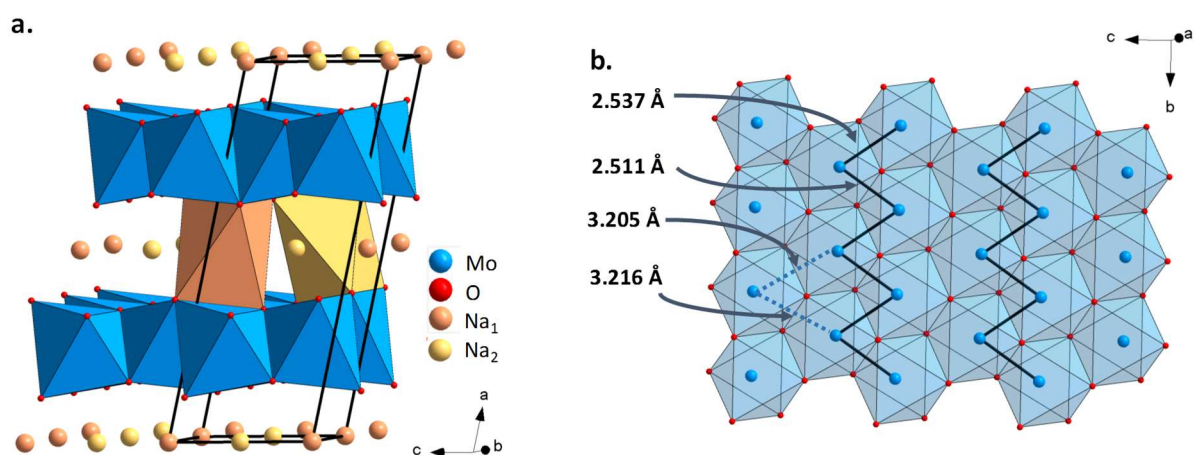 a.
Mo
O
Na₁
Na₂
a
c
b
b.
2.537 Å
2.511 Å
3.205 Å
3.216 Å
c
a
b